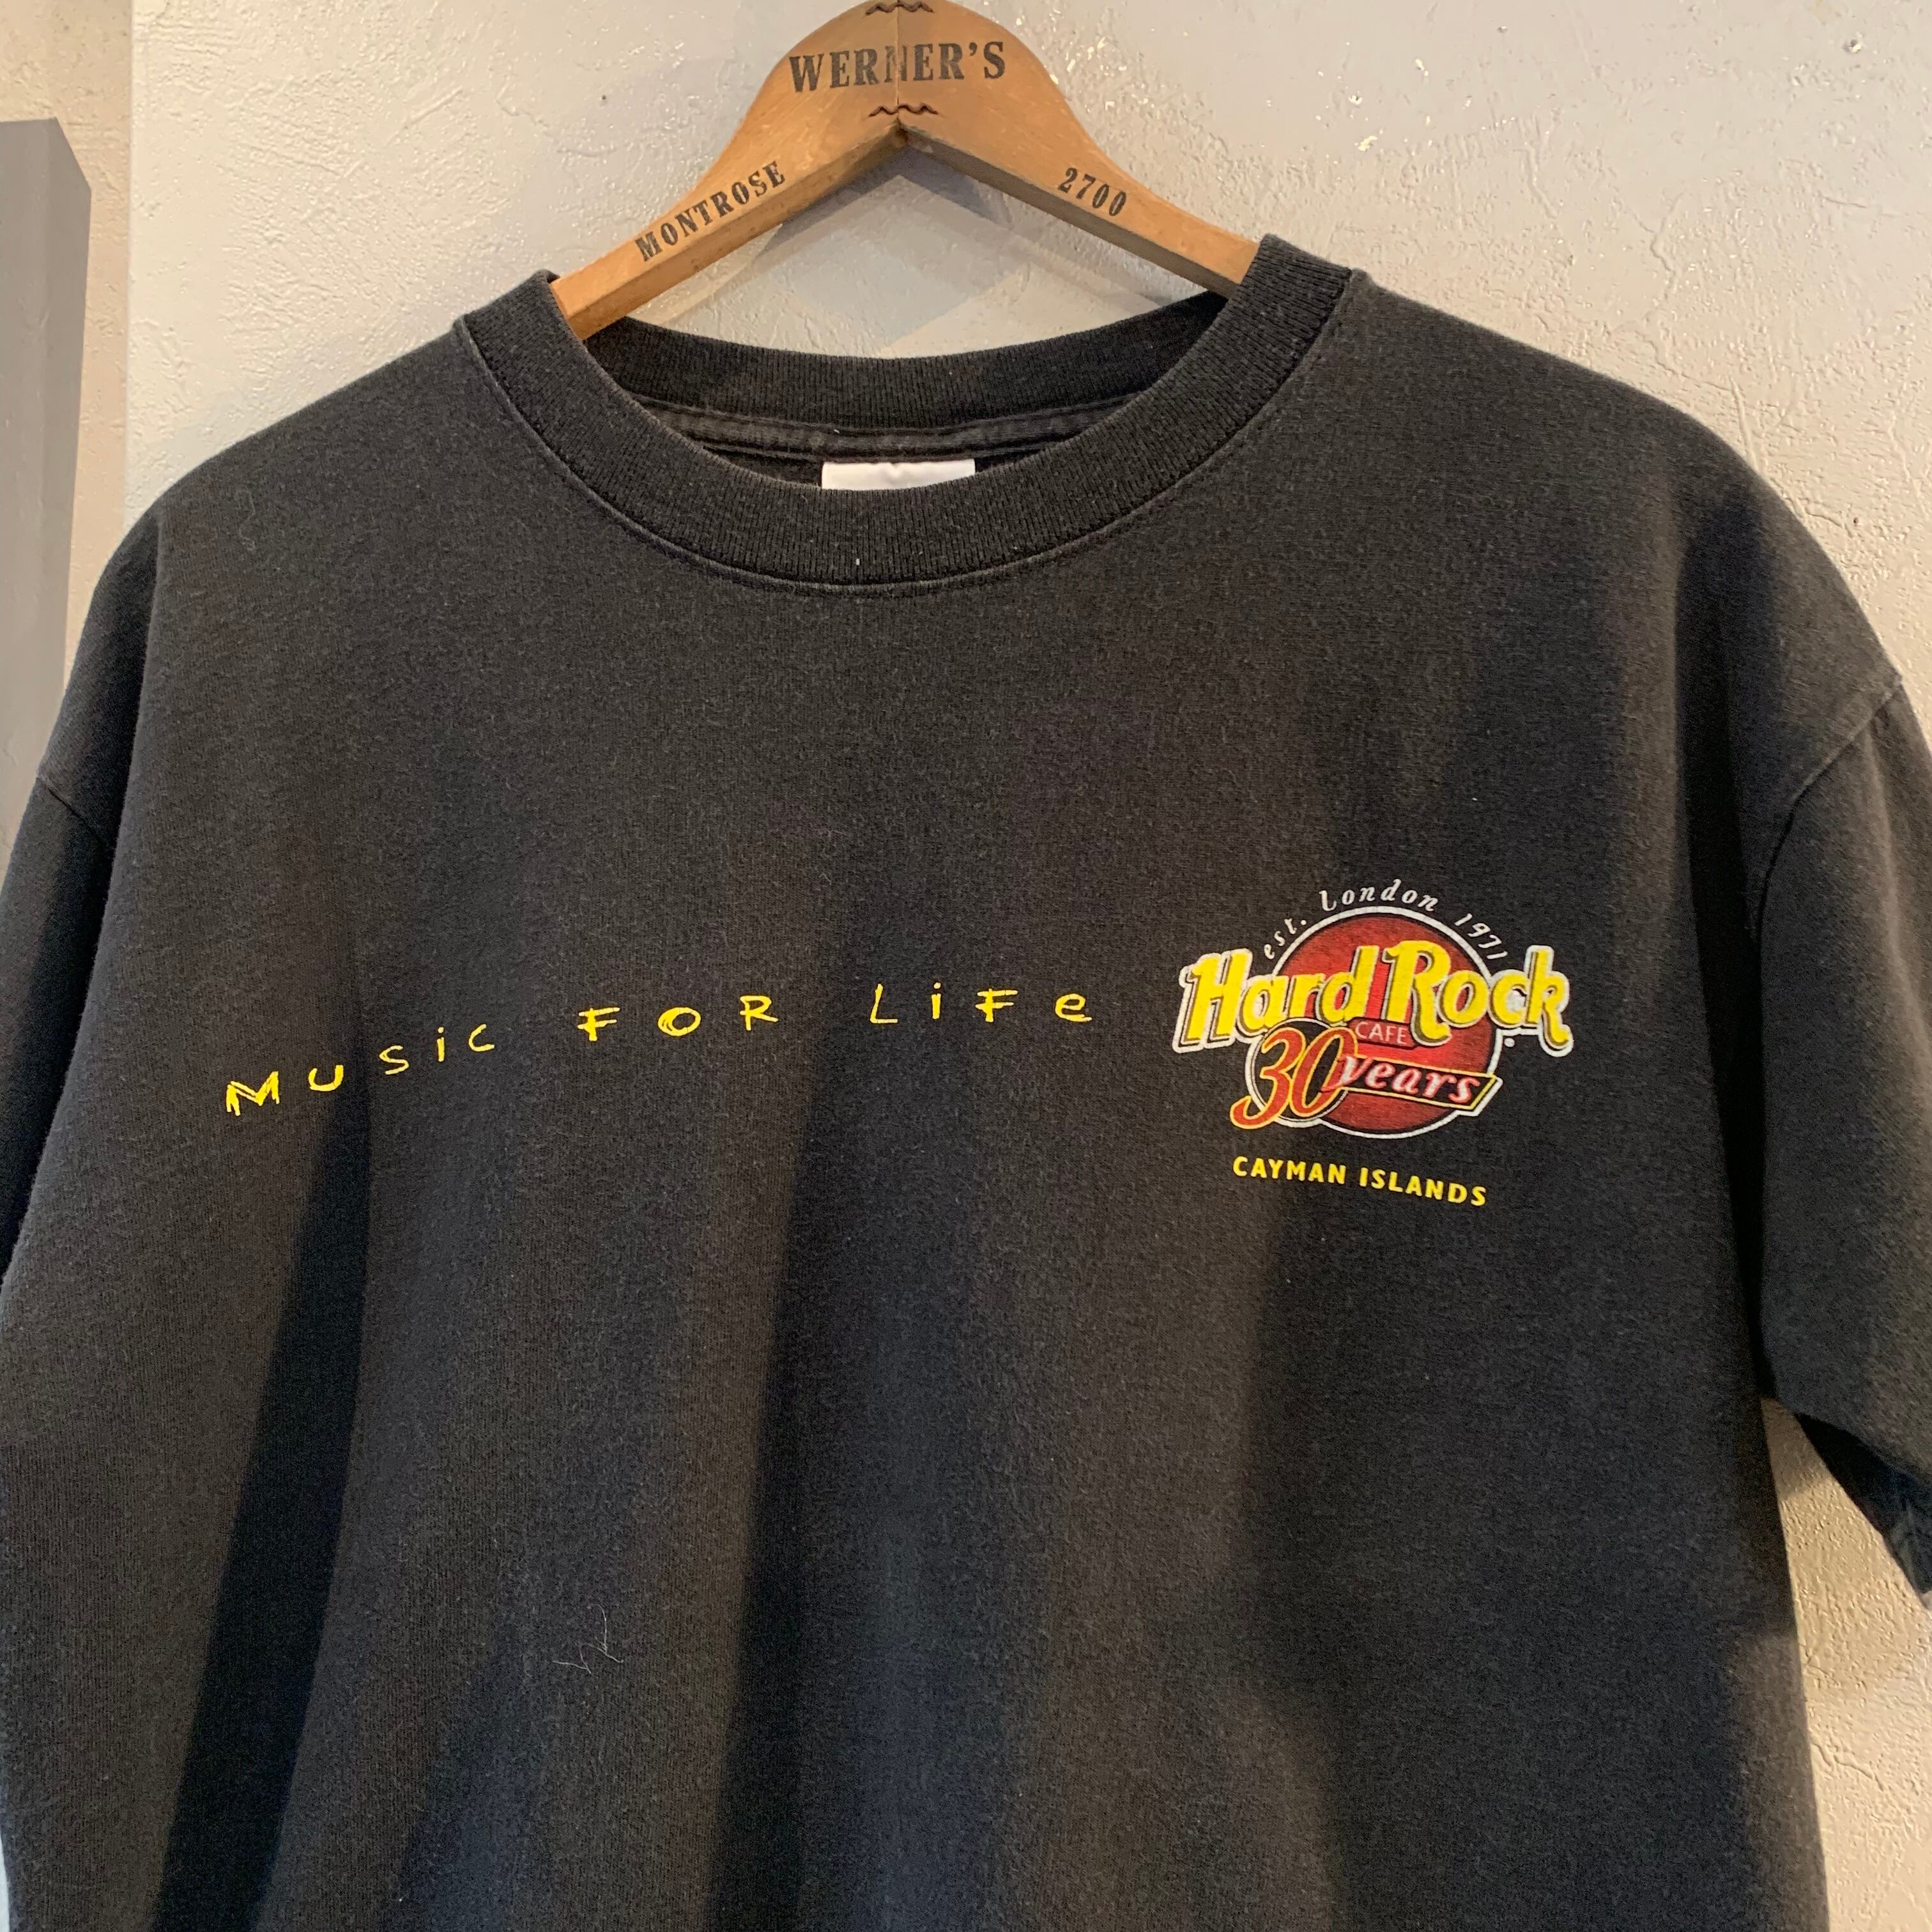 WERNER'S
MONTROSE
2700
MUSiC FOR LiFe
est. London 1971
Hard Rock
CAFE
30 years
CAYMAN ISLANDS